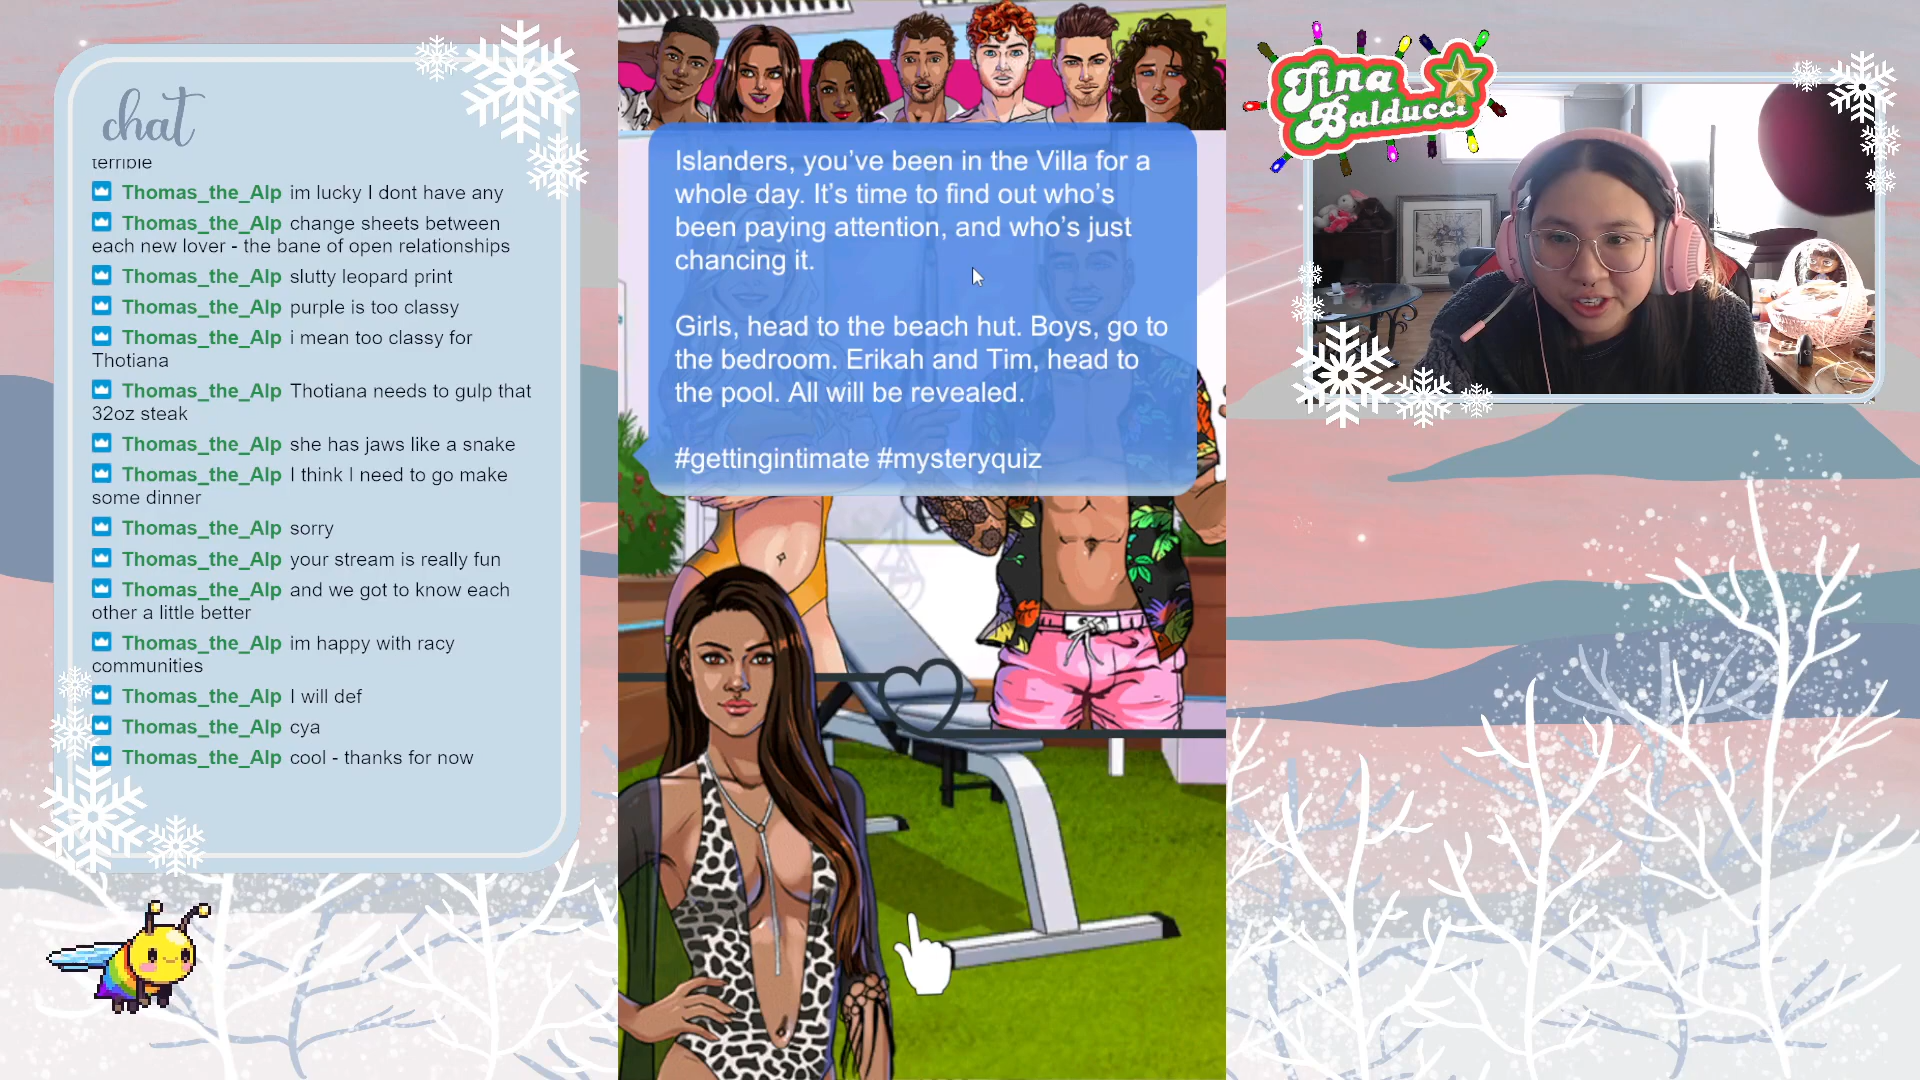 chat
terrible
Thomas_the_Alp im lucky I dont have any
Thomas_the_Alp change sheets between
each new lover - the bane of open relationships
Thomas_the_Alp slutty leopard print
Thomas_the_Alp purple is too classy
Thomas_the_Alp i mean too classy for
Thotiana
Thomas_the_Alp Thotiana needs to gulp that
32oz steak
Thomas_the_Alp she has jaws like a snake
Thomas_the_Alp I think I need to go make
some dinner
Thomas_the_Alp sorry
Thomas_the_Alp your stream is really fun
Thomas_the_Alp and we got to know each
other a little better
Thomas_the_Alp im happy with racy
communities
Thomas_the_Alp I will def
Thomas_the_Alp cya
Thomas_the_Alp cool - thanks for now
Islanders, you’ve been in the Villa for a
whole day. It’s time to find out who’s
been paying attention, and who’s just
chancing it.
Girls, head to the beach hut. Boys, go to
the bedroom. Erikah and Tim, head to
the pool. All will be revealed.
#gettingintimate #mysteryquiz
Tina
Balducci